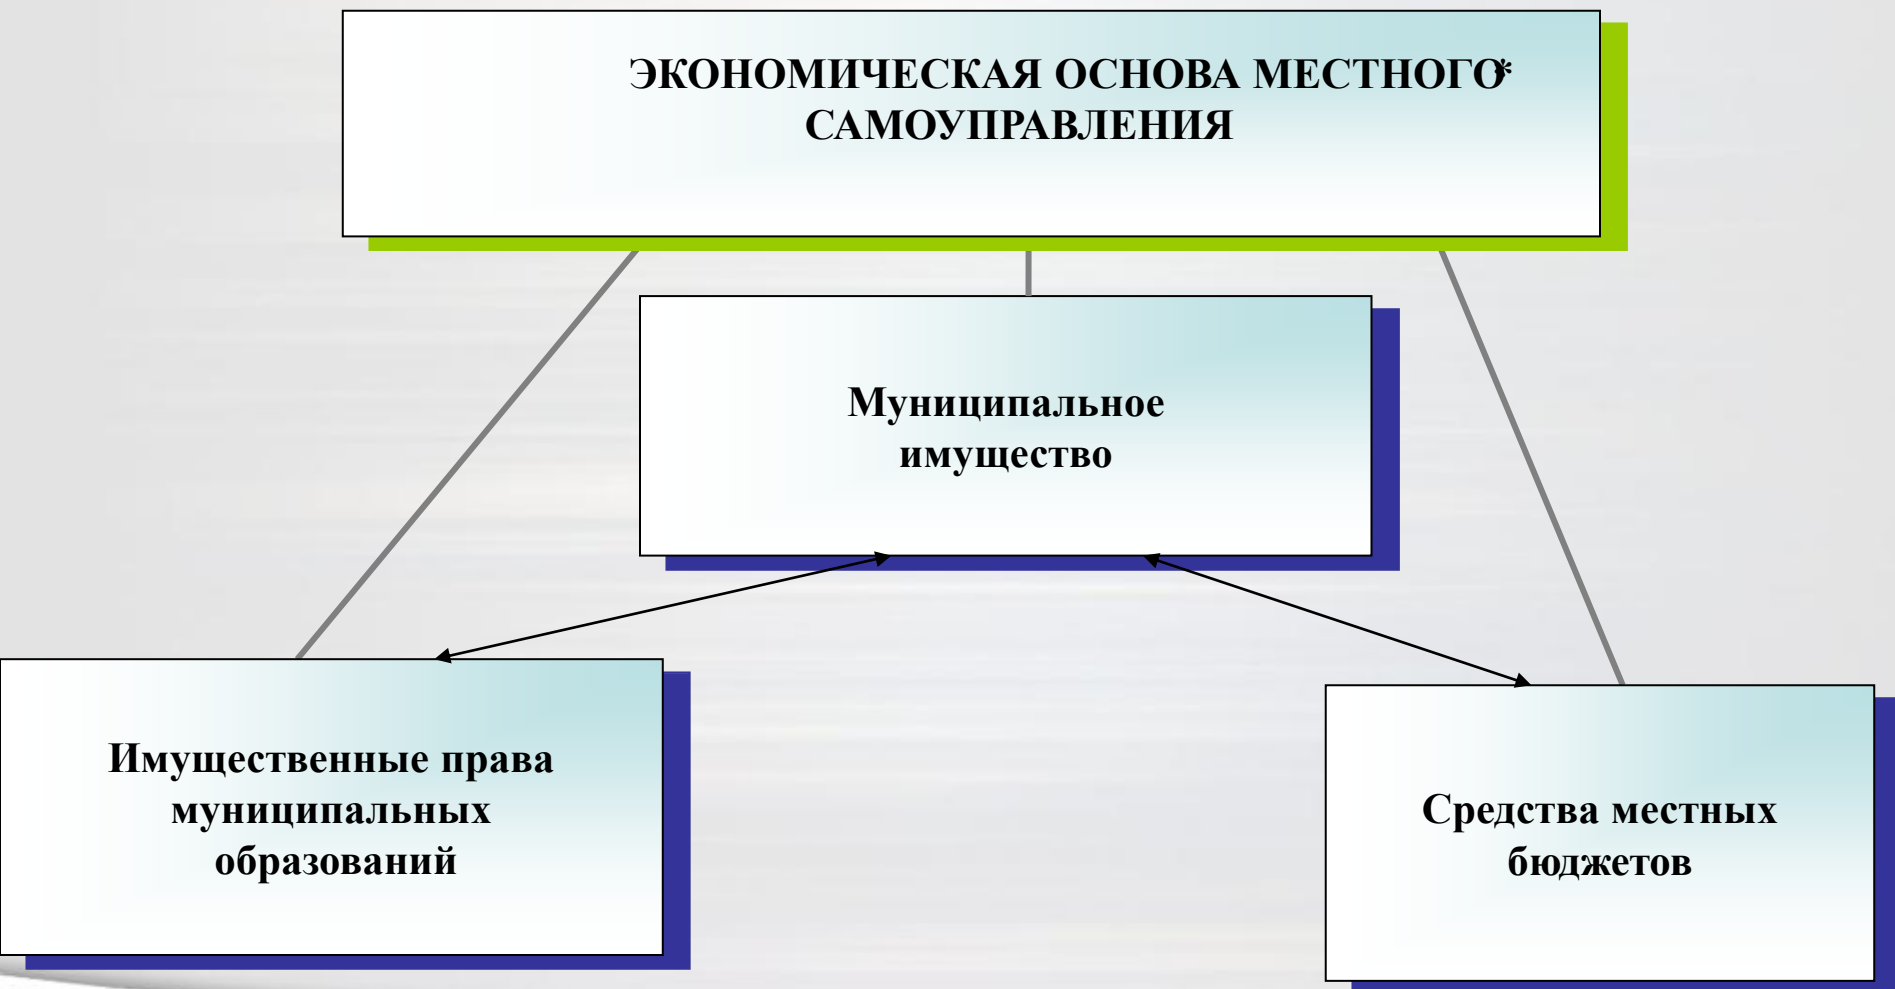 ЭКОНОМИЧЕСКАЯ ОСНОВА МЕСТНОГО*
САМОУПРАВЛЕНИЯ
Муниципальное
имущество
Имущественные права
муниципальных
образований
Средства местных
бюджетов